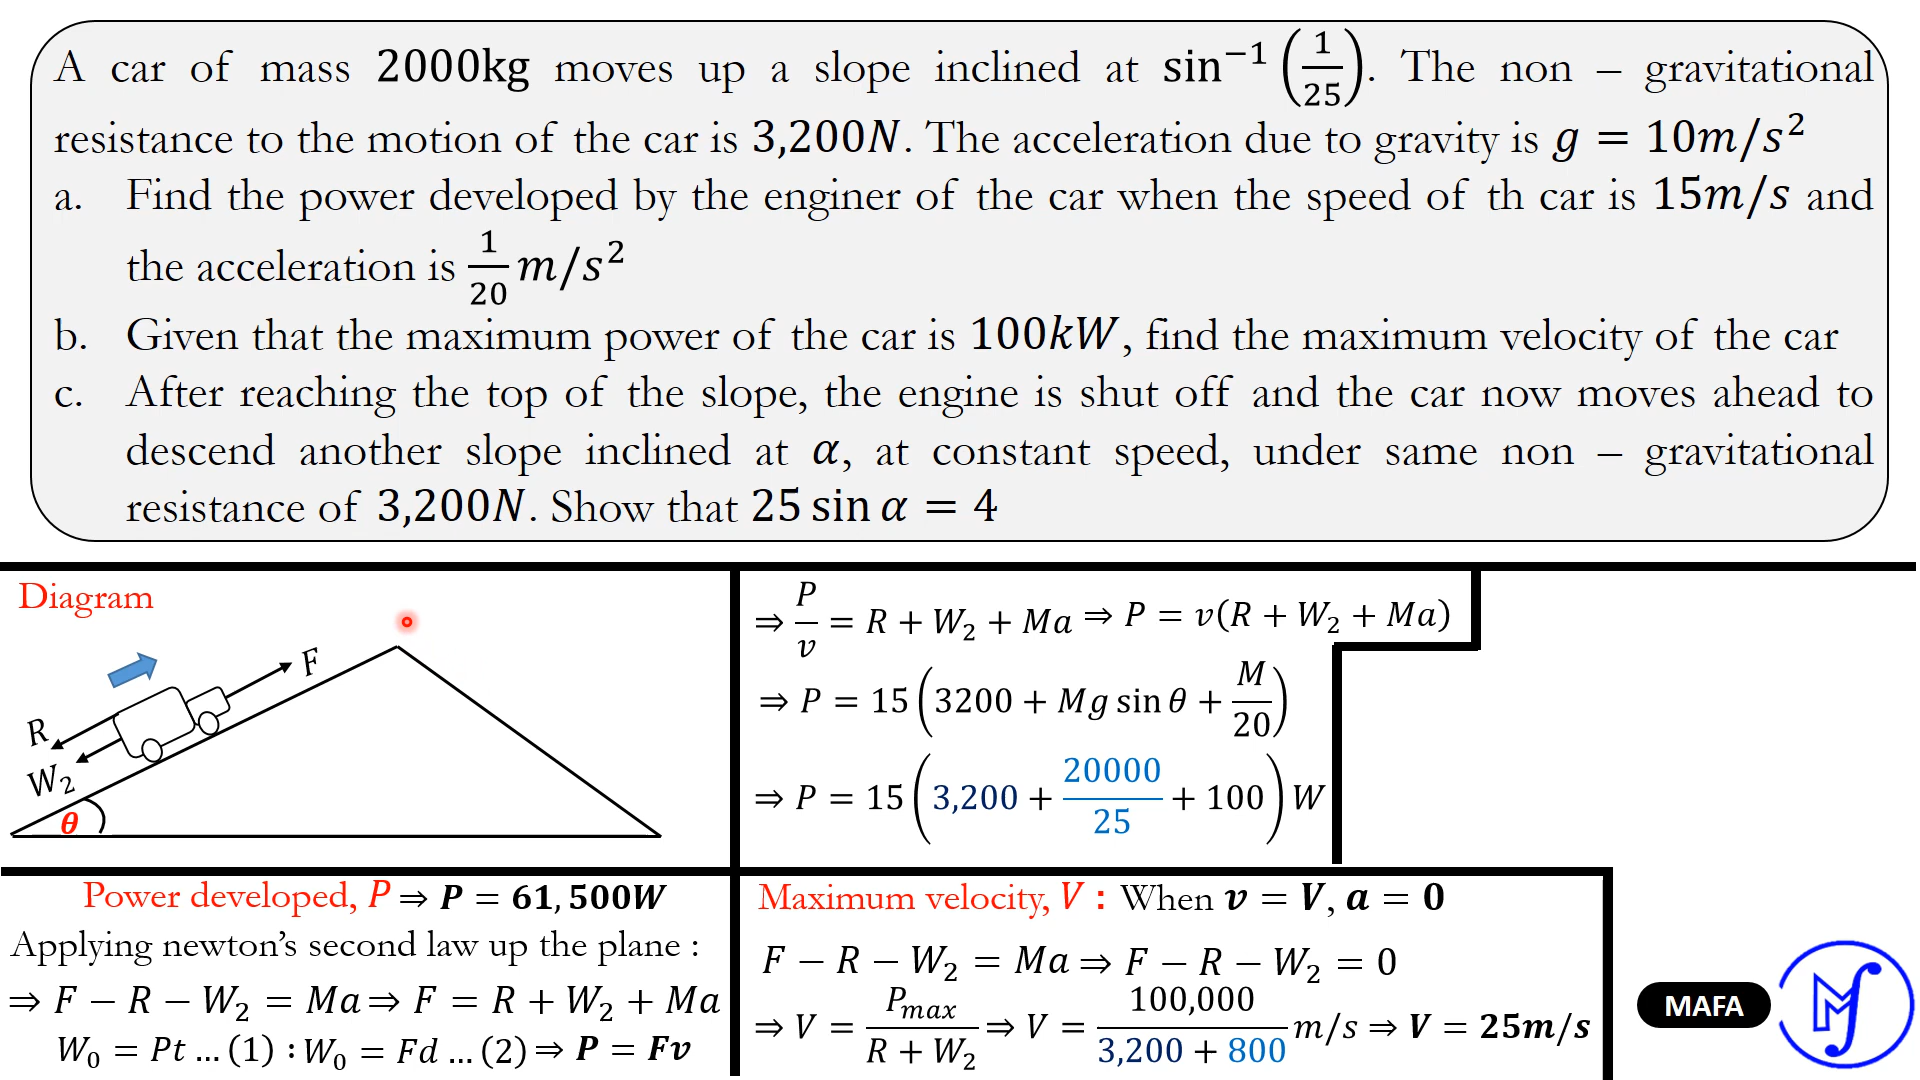 A car of mass 2000kg moves up a slope inclined at sin⁻¹(1/25). The non – gravitational
resistance to the motion of the car is 3,200N. The acceleration due to gravity is g = 10m/s²
a. Find the power developed by the enginer of the car when the speed of th car is 15m/s and
the acceleration is 1/20 m/s²
b. Given that the maximum power of the car is 100kW, find the maximum velocity of the car
c. After reaching the top of the slope, the engine is shut off and the car now moves ahead to
descend another slope inclined at α, at constant speed, under same non – gravitational
resistance of 3,200N. Show that 25 sin α = 4
Diagram
F
R
W₂
θ
⇒ P/v = R + W₂ + Ma ⇒ P = v(R + W₂ + Ma)
⇒ P = 15(3200 + Mg sin θ + M/20)
⇒ P = 15(3,200 + 20000/25 + 100)W
Power developed, P ⇒ P = 61,500W
Applying newton's second law up the plane :
⇒ F − R − W₂ = Ma ⇒ F = R + W₂ + Ma
W₀ = Pt ... (1) : W₀ = Fd ... (2) ⇒ P = Fv
Maximum velocity, V : When v = V, a = 0
F − R − W₂ = Ma ⇒ F − R − W₂ = 0
⇒ V = Pmax/(R + W₂) ⇒ V = 100,000/(3,200 + 800) m/s ⇒ V = 25m/s
MAFA